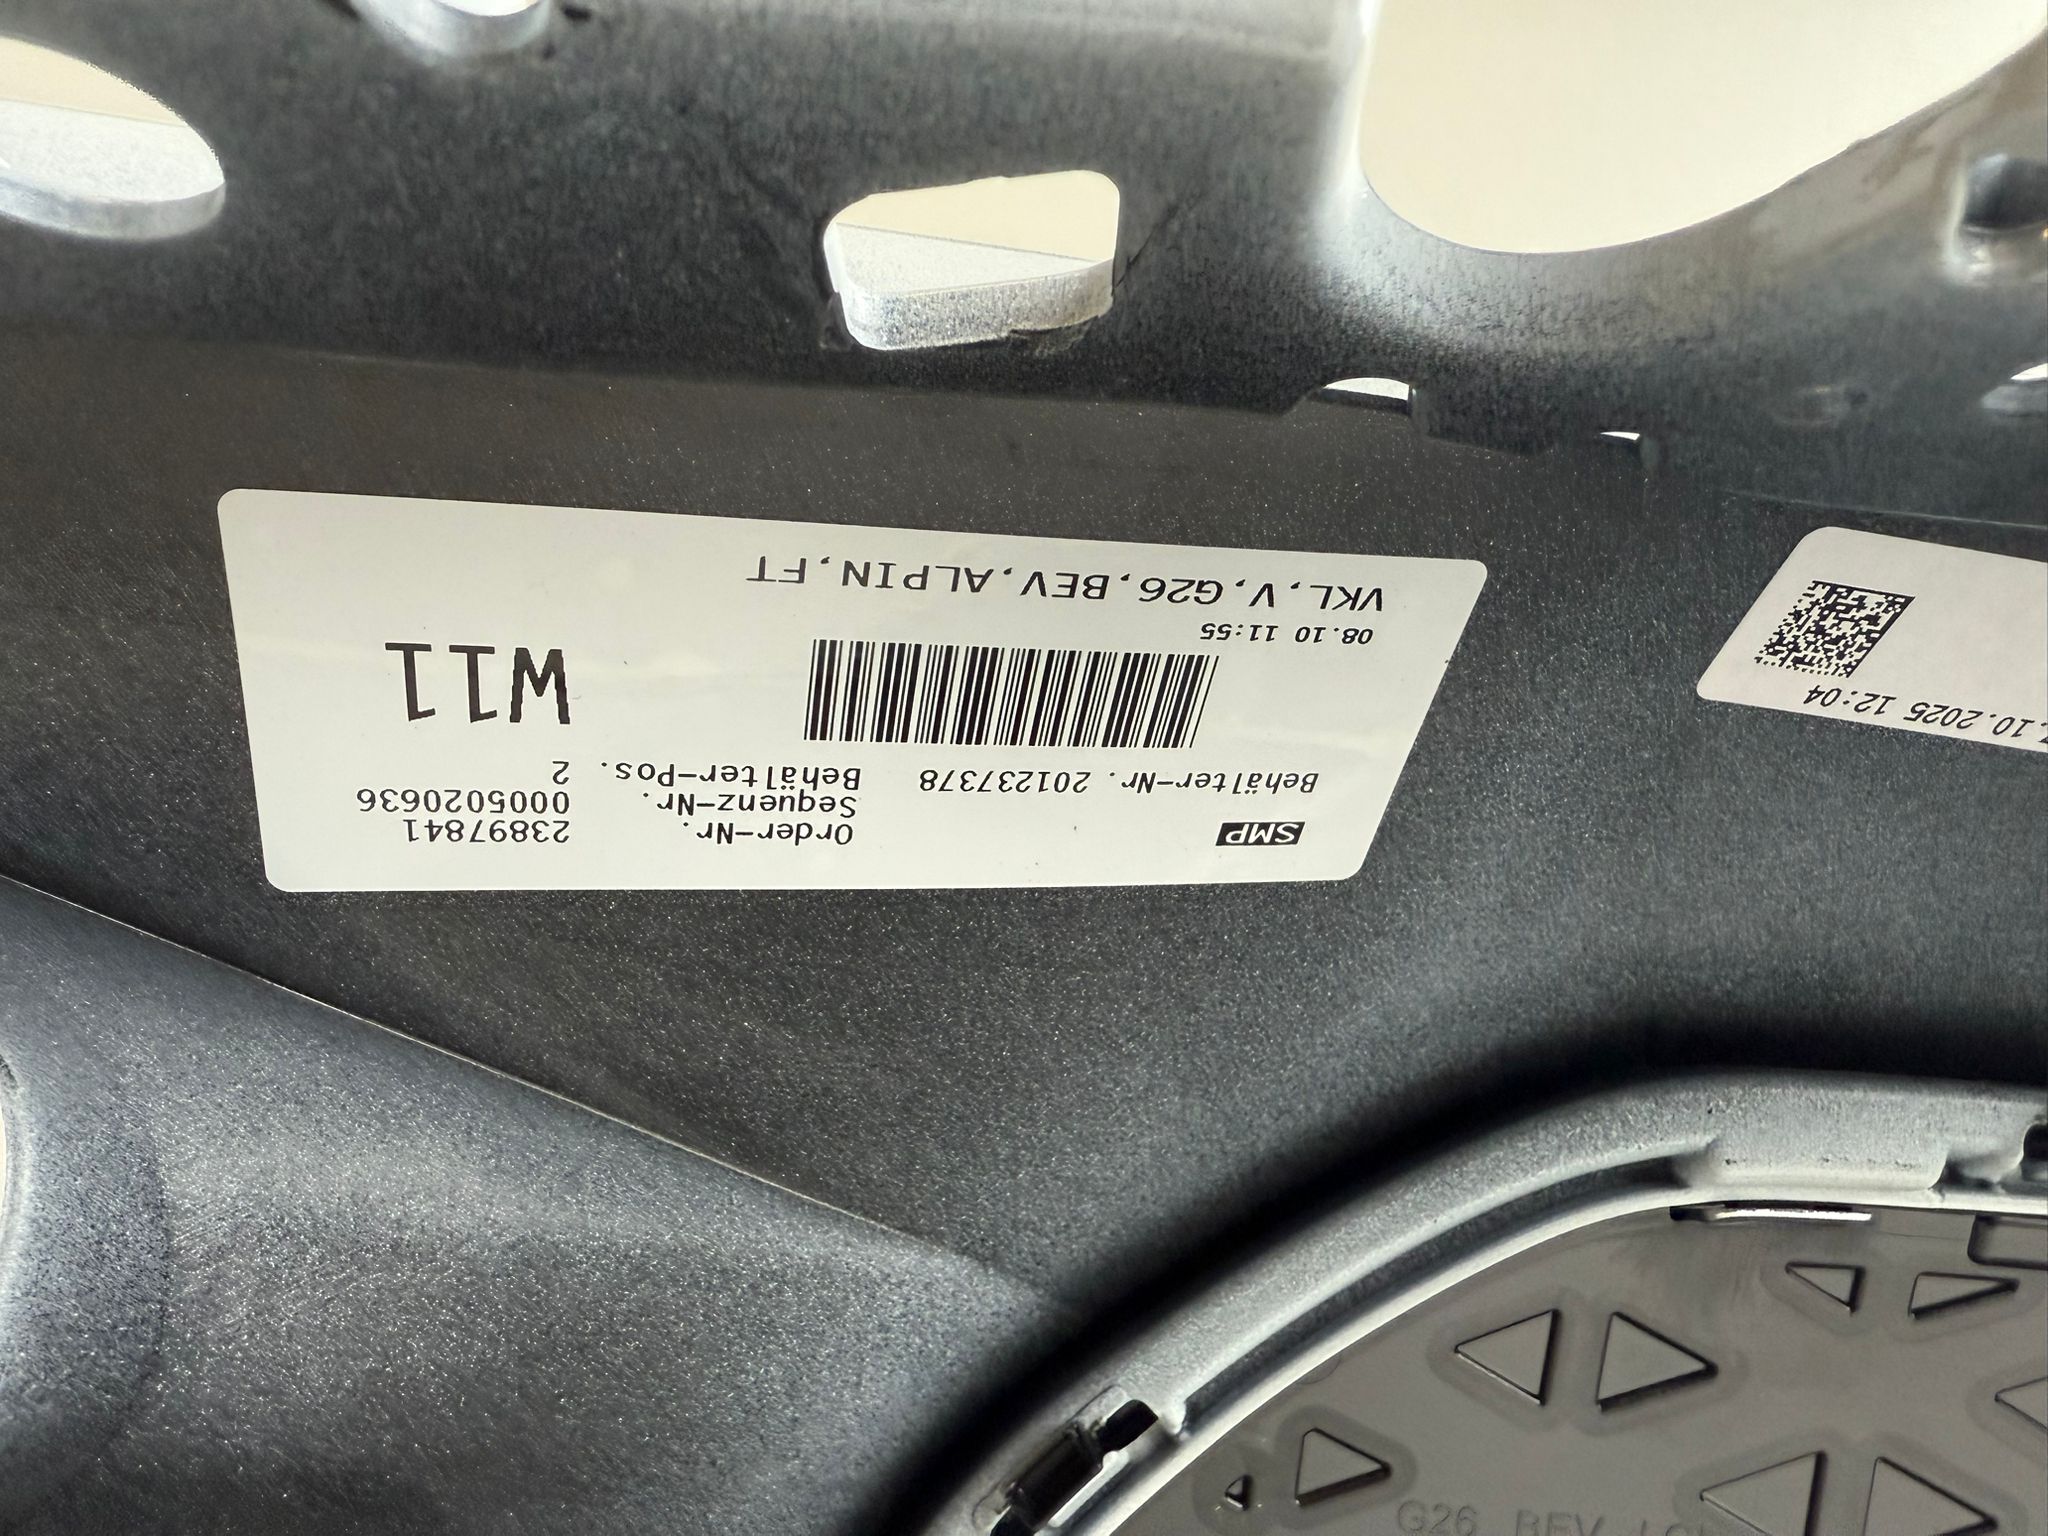 SMP
Order-Nr. 23897841
Sequenz-Nr. 0005020636
Behälter-Nr. 201237378 Behälter-Pos. 2
W11
08.10 11:55
VKL,V,G26,BEV,ALPIN,FT
.10.2025 12:04
G26 BEV